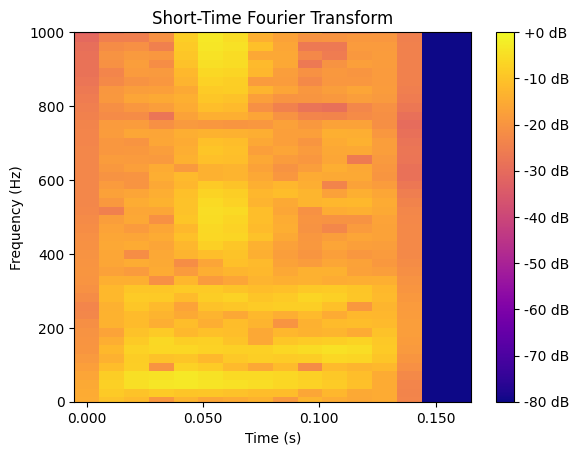 Short-Time Fourier Transform
1000
800
600
400
200
0
Frequency (Hz)
0.000
0.050
0.100
0.150
Time (s)
+0 dB
-10 dB
-20 dB
-30 dB
-40 dB
-50 dB
-60 dB
-70 dB
-80 dB